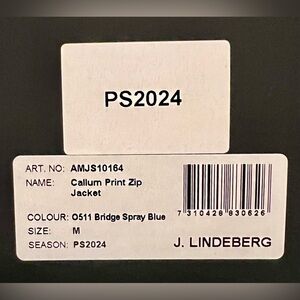 PS2024
ART. NO: AMJS10164
NAME: Callum Print Zip
Jacket
COLOUR: O511 Bridge Spray Blue
SIZE: M
SEASON: PS2024
7 310428 830626
J. LINDEBERG